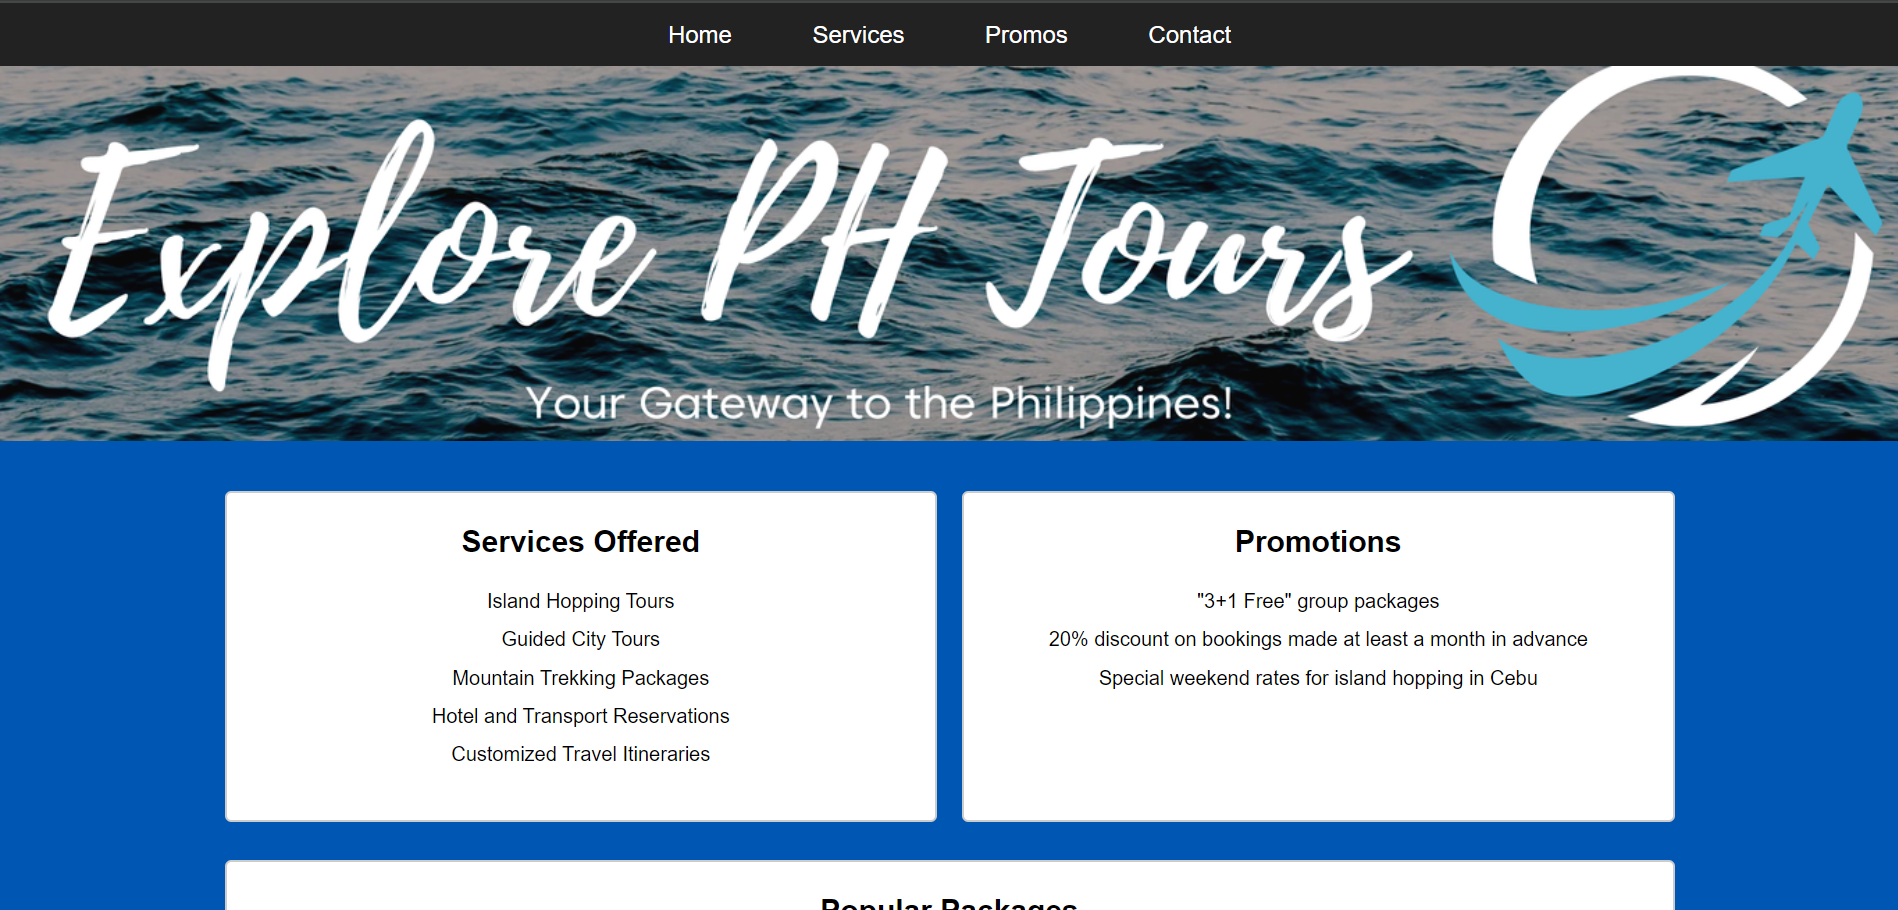 Home Services Promos Contact
Explore PH Tours
Your Gateway to the Philippines!
Services Offered
Island Hopping Tours
Guided City Tours
Mountain Trekking Packages
Hotel and Transport Reservations
Customized Travel Itineraries
Promotions
"3+1 Free" group packages
20% discount on bookings made at least a month in advance
Special weekend rates for island hopping in Cebu
Popular Packages